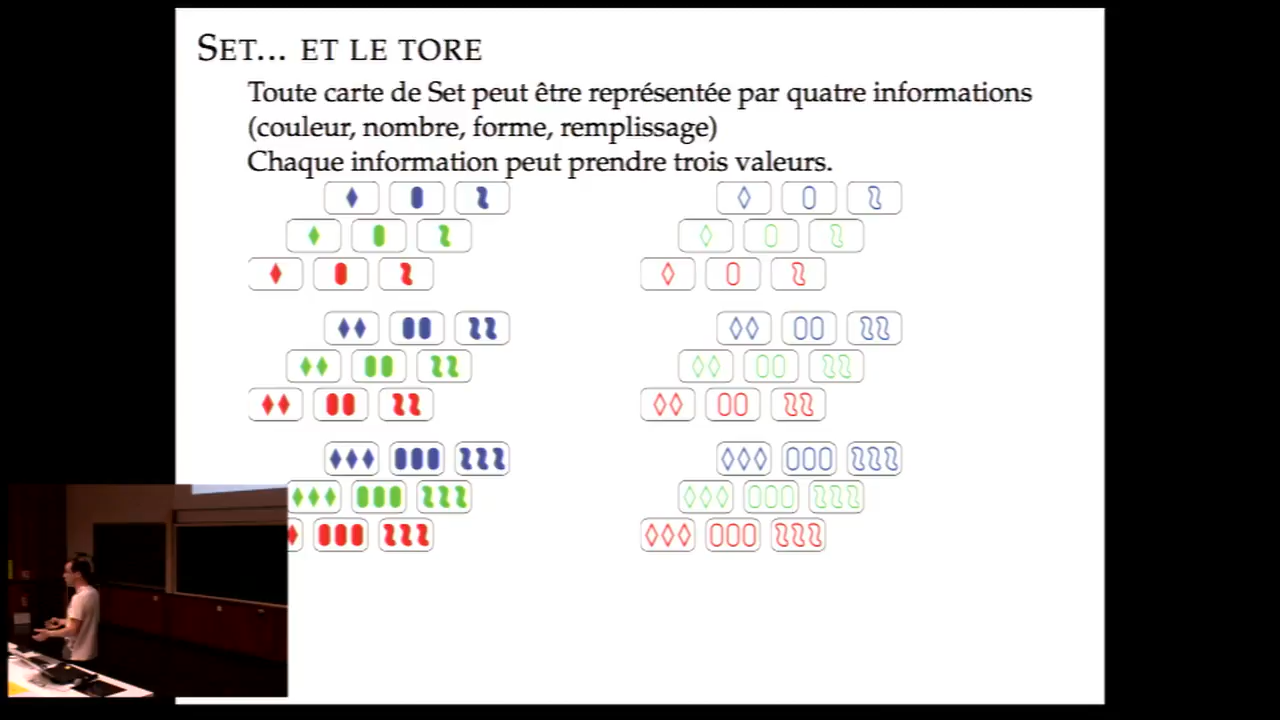 SET... ET LE TORE
Toute carte de Set peut être représentée par quatre informations
(couleur, nombre, forme, remplissage)
Chaque information peut prendre trois valeurs.